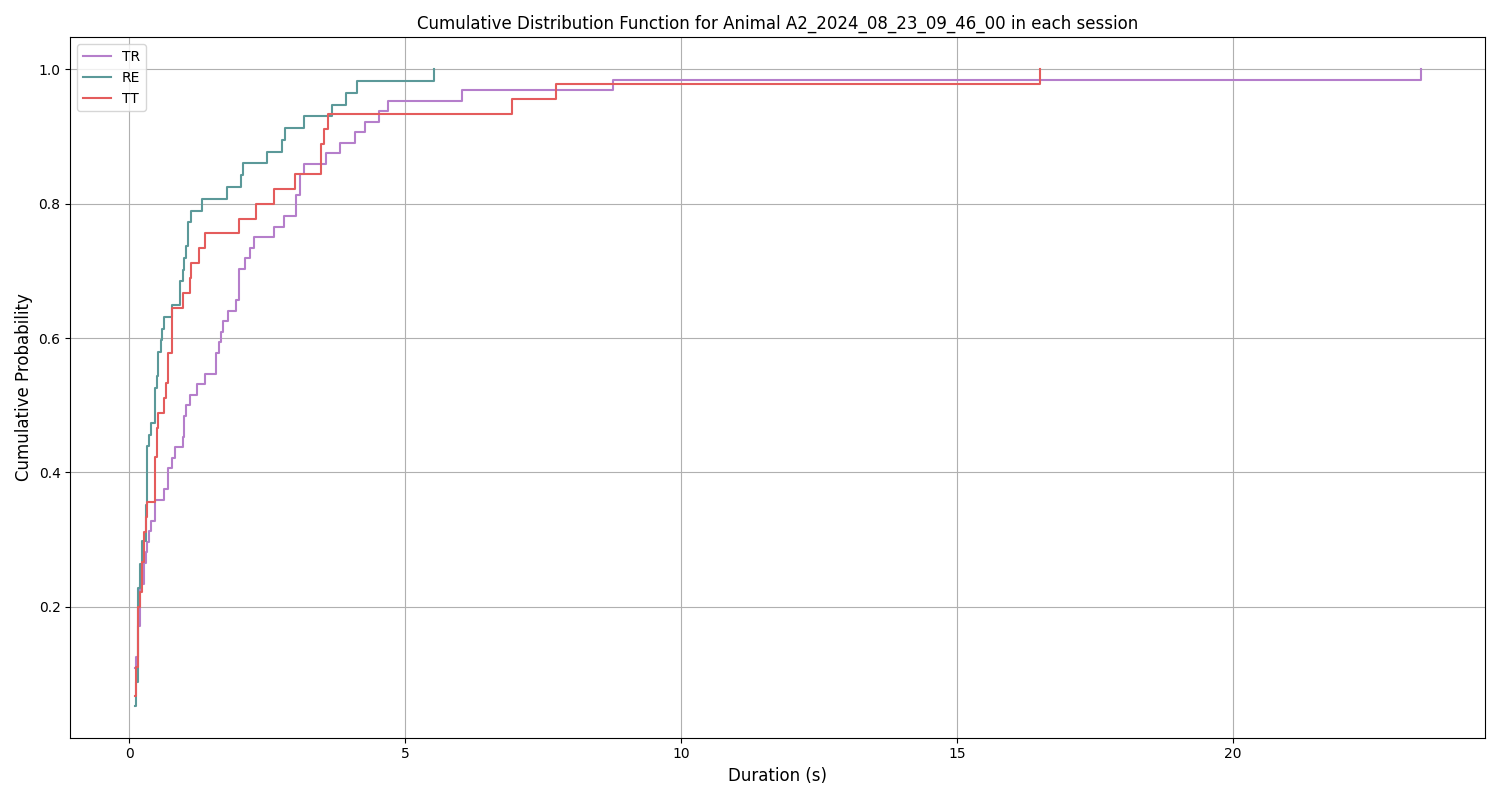 Cumulative Distribution Function for Animal A2_2024_08_23_09_46_00 in each session
TR
RE
TT
1.0
0.8
0.6
0.4
0.2
Cumulative Probability
0 5 10 15 20
Duration (s)